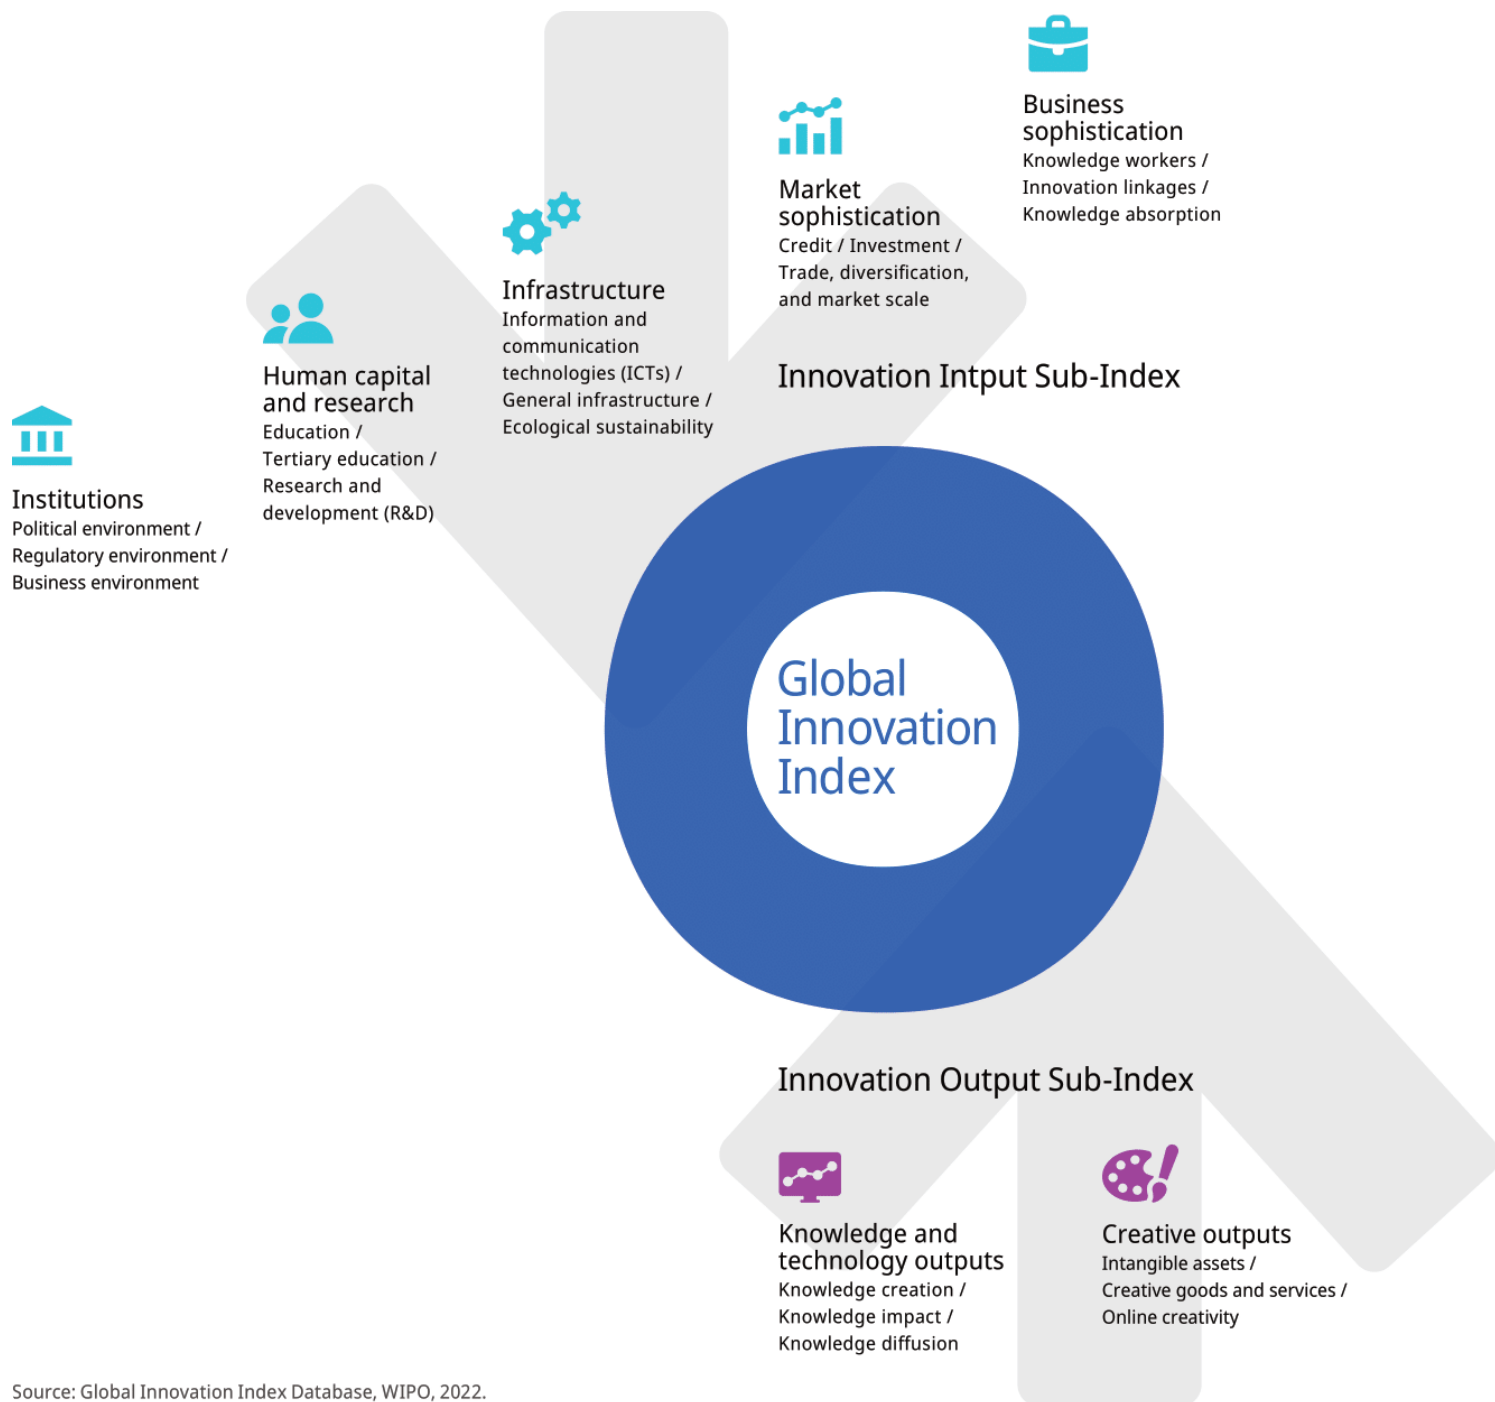 Business
sophistication
Knowledge workers /
Innovation linkages /
Knowledge absorption
Market
sophistication
Credit / Investment /
Trade, diversification,
and market scale
Infrastructure
Information and
communication
technologies (ICTs) /
General infrastructure /
Ecological sustainability
Human capital
and research
Education /
Tertiary education /
Research and
development (R&D)
Institutions
Political environment /
Regulatory environment /
Business environment
Innovation Intput Sub-Index
Global
Innovation
Index
Innovation Output Sub-Index
Knowledge and
technology outputs
Knowledge creation /
Knowledge impact /
Knowledge diffusion
Creative outputs
Intangible assets /
Creative goods and services /
Online creativity
Source: Global Innovation Index Database, WIPO, 2022.